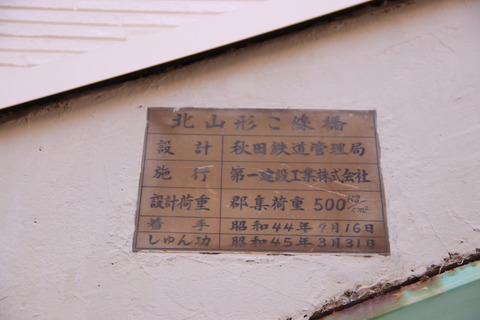 北山形こ線橋
設計 秋田鉄道管理局
施行 第一建設工業株式会社
設計荷重 郡集荷重 500kg/m²
着手 昭和44年9月16日
しゅん功 昭和45年3月31日